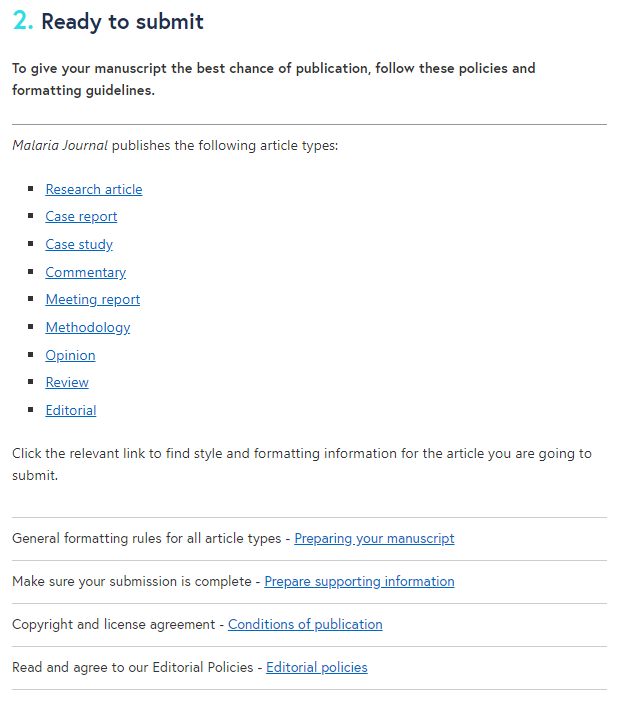 2. Ready to submit
To give your manuscript the best chance of publication, follow these policies and
formatting guidelines.
Malaria Journal publishes the following article types:
Research article
Case report
Case study
Commentary
Meeting report
Methodology
Opinion
Review
Editorial
Click the relevant link to find style and formatting information for the article you are going to
submit.
General formatting rules for all article types - Preparing your manuscript
Make sure your submission is complete - Prepare supporting information
Copyright and license agreement - Conditions of publication
Read and agree to our Editorial Policies - Editorial policies